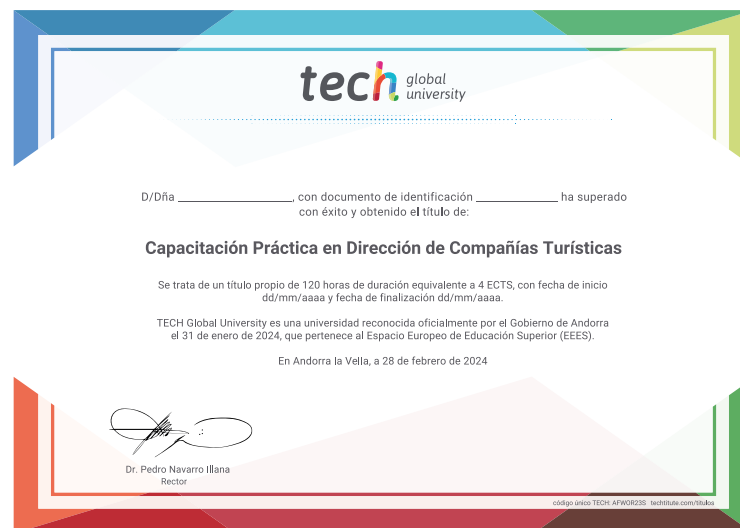 tech global university
D/Dña ______________, con documento de identificación __________ ha superado
con éxito y obtenido el título de:
Capacitación Práctica en Dirección de Compañías Turísticas
Se trata de un título propio de 120 horas de duración equivalente a 4 ECTS, con fecha de inicio
dd/mm/aaaa y fecha de finalización dd/mm/aaaa.
TECH Global University es una universidad reconocida oficialmente por el Gobierno de Andorra
el 31 de enero de 2024, que pertenece al Espacio Europeo de Educación Superior (EEES).
En Andorra la Vella, a 28 de febrero de 2024
Dr. Pedro Navarro Illana
Rector
código único TECH: AFWOR23S techtitute.com/titulos